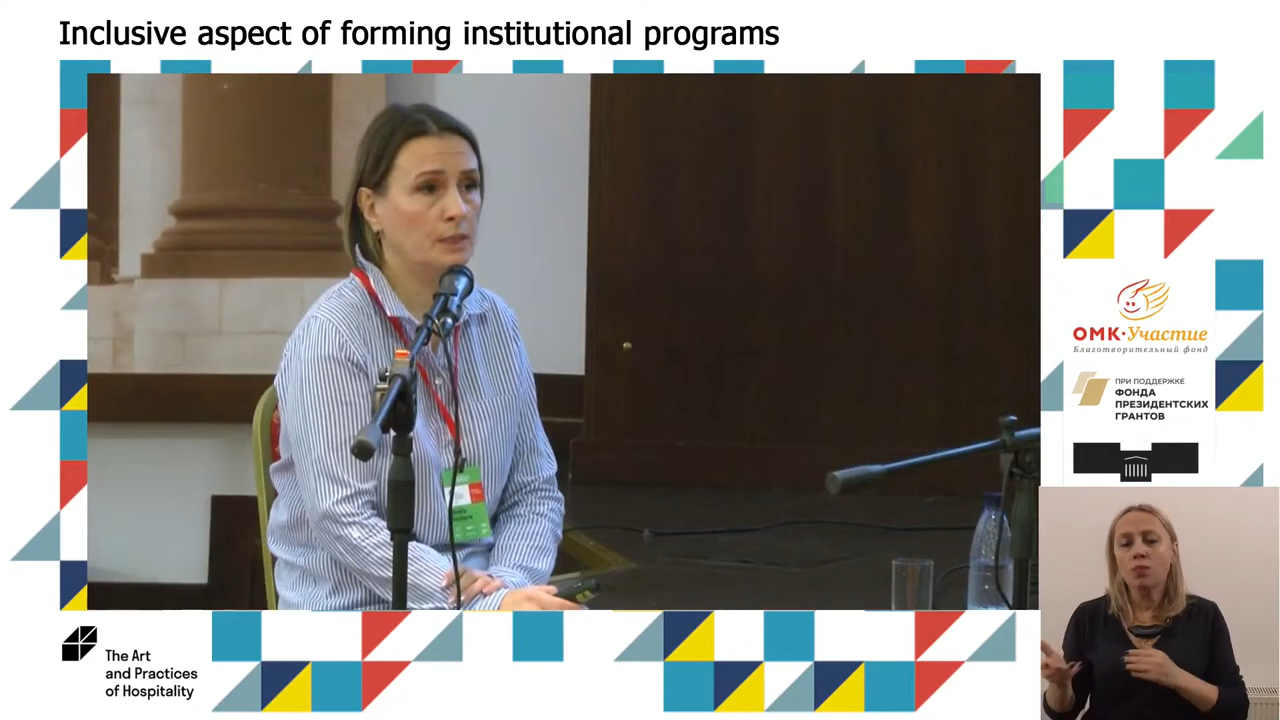 Inclusive aspect of forming institutional programs
ОМК·Участие
Благотворительный фонд
ПРИ ПОДДЕРЖКЕ
ФОНДА
ПРЕЗИДЕНТСКИХ
ГРАНТОВ
The Art
and Practices
of Hospitality